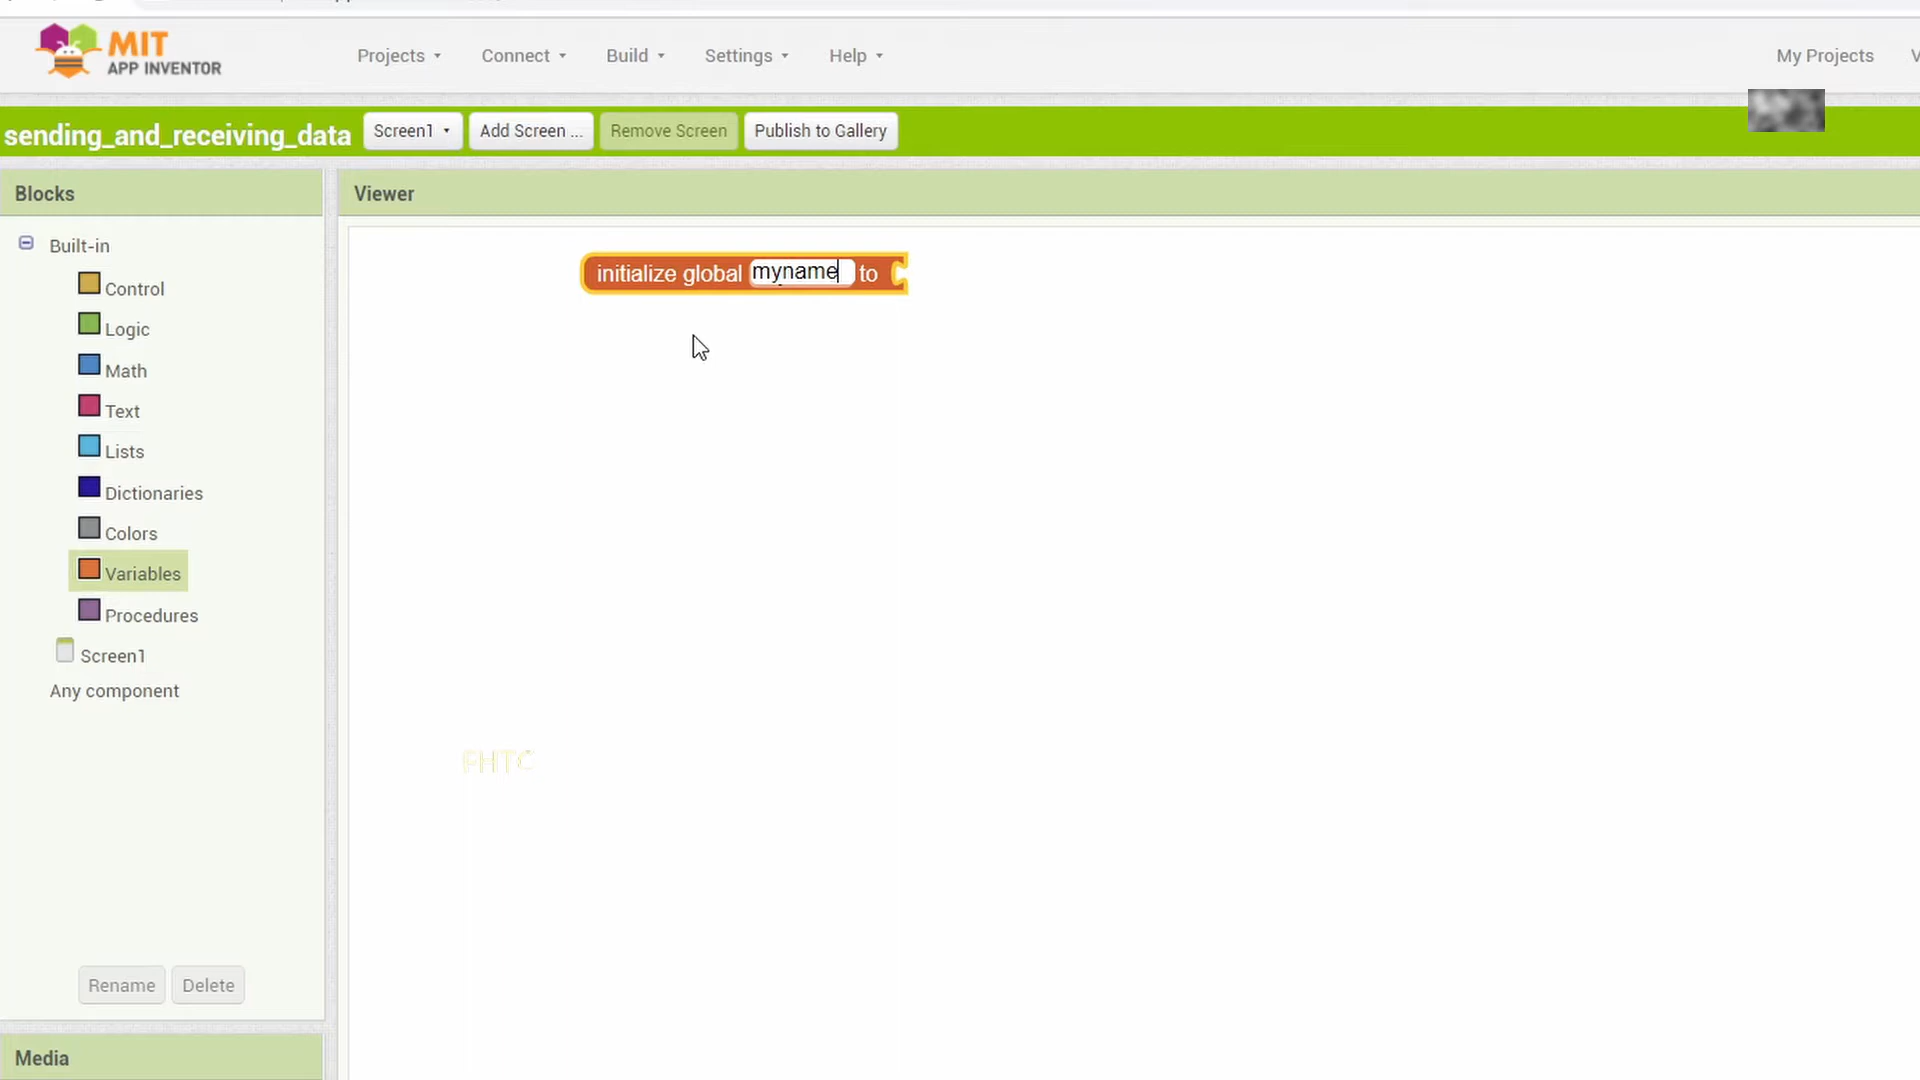 MIT
APP INVENTOR
Projects
Connect
Build
Settings
Help
My Projects
sending_and_receiving_data
Screen1
Add Screen ...
Remove Screen
Publish to Gallery
Blocks
Viewer
Built-in
initialize global myname to
Control
Logic
Math
Text
Lists
Dictionaries
Colors
Variables
Procedures
Screen1
Any component
FHTC
Rename
Delete
Media